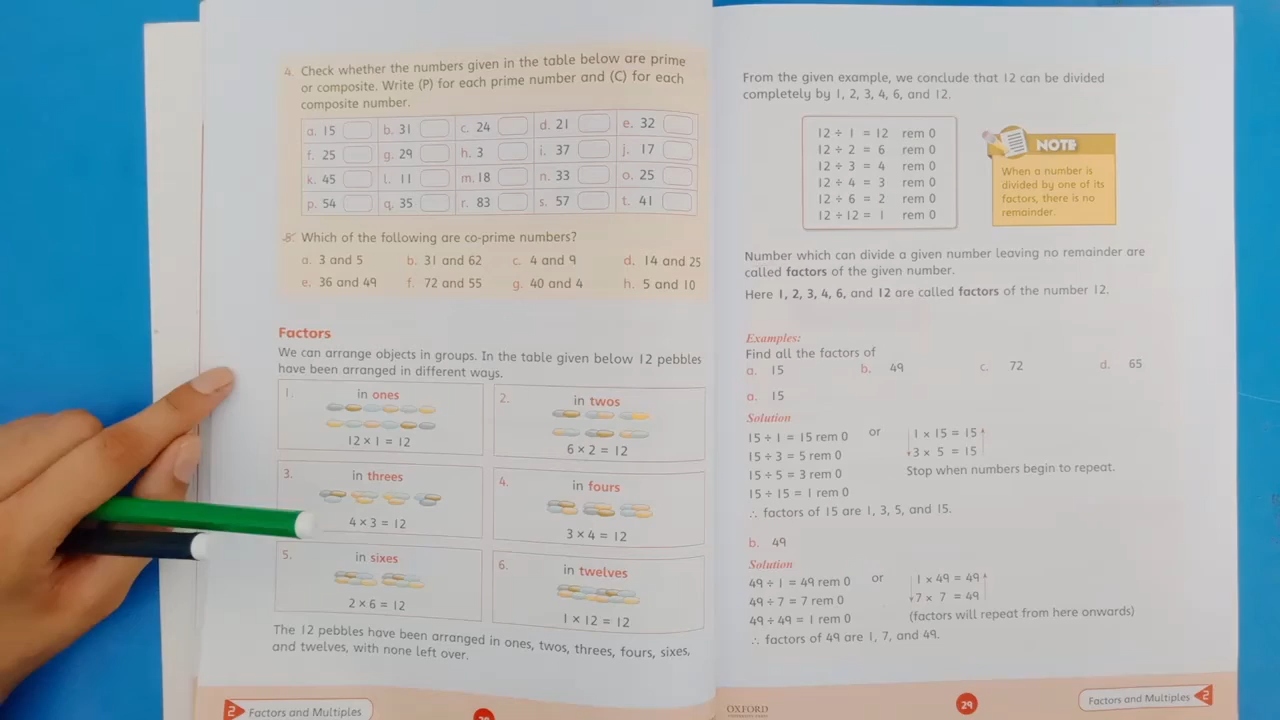 4. Check whether the numbers given in the table below are prime
or composite. Write (P) for each prime number and (C) for each
composite number.
a. 15 b. 31 c. 24 d. 21 e. 32
f. 25 g. 29 h. 3 i. 37 j. 17
k. 45 l. 11 m. 18 n. 33 o. 25
p. 54 q. 35 r. 83 s. 57 t. 41
Which of the following are co-prime numbers?
a. 3 and 5 b. 31 and 62 c. 4 and 9 d. 14 and 25
e. 36 and 49 f. 72 and 55 g. 40 and 4 h. 5 and 10
Factors
We can arrange objects in groups. In the table given below 12 pebbles
have been arranged in different ways.
1. in ones
12 × 1 = 12
2. in twos
6 × 2 = 12
3. in threes
4 × 3 = 12
4. in fours
3 × 4 = 12
5. in sixes
2 × 6 = 12
6. in twelves
1 × 12 = 12
The 12 pebbles have been arranged in ones, twos, threes, fours, sixes,
and twelves, with none left over.
2 Factors and Multiples
From the given example, we conclude that 12 can be divided
completely by 1, 2, 3, 4, 6, and 12.
12 ÷ 1 = 12 rem 0
12 ÷ 2 = 6 rem 0
12 ÷ 3 = 4 rem 0
12 ÷ 4 = 3 rem 0
12 ÷ 6 = 2 rem 0
12 ÷ 12 = 1 rem 0
NOTE
When a number is
divided by one of its
factors, there is no
remainder.
Number which can divide a given number leaving no remainder are
called factors of the given number.
Here 1, 2, 3, 4, 6, and 12 are called factors of the number 12.
Examples:
Find all the factors of
a. 15 b. 49 c. 72 d. 65
a. 15
Solution
15 ÷ 1 = 15 rem 0 or 1 × 15 = 15
15 ÷ 3 = 5 rem 0 3 × 5 = 15
15 ÷ 5 = 3 rem 0 Stop when numbers begin to repeat.
15 ÷ 15 = 1 rem 0
∴ factors of 15 are 1, 3, 5, and 15.
b. 49
Solution
49 ÷ 1 = 49 rem 0 or 1 × 49 = 49
49 ÷ 7 = 7 rem 0 7 × 7 = 49
49 ÷ 49 = 1 rem 0 (factors will repeat from here onwards)
∴ factors of 49 are 1, 7, and 49.
OXFORD
29
Factors and Multiples 2